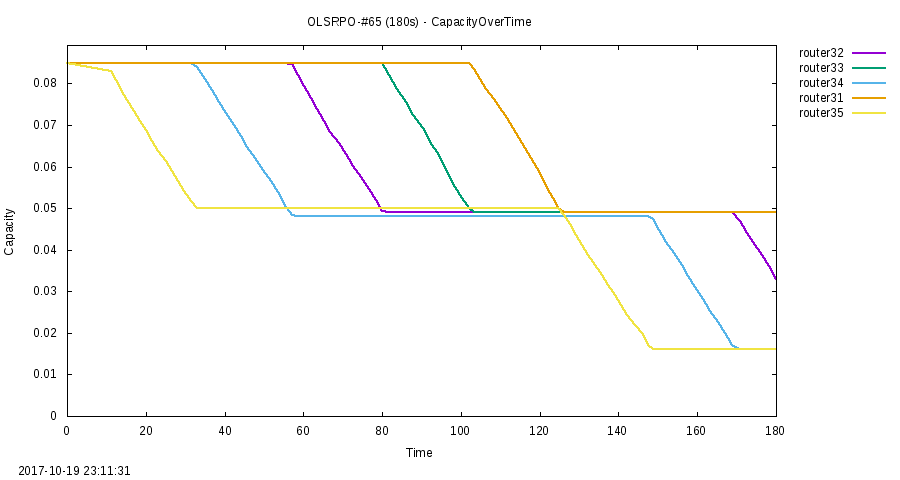 OLSRPO-#65 (180s) - CapacityOverTime
router32
router33
router34
router31
router35
0.08
0.07
0.06
0.05
0.04
0.03
0.02
0.01
0
Capacity
0 20 40 60 80 100 120 140 160 180
Time
2017-10-19 23:11:31